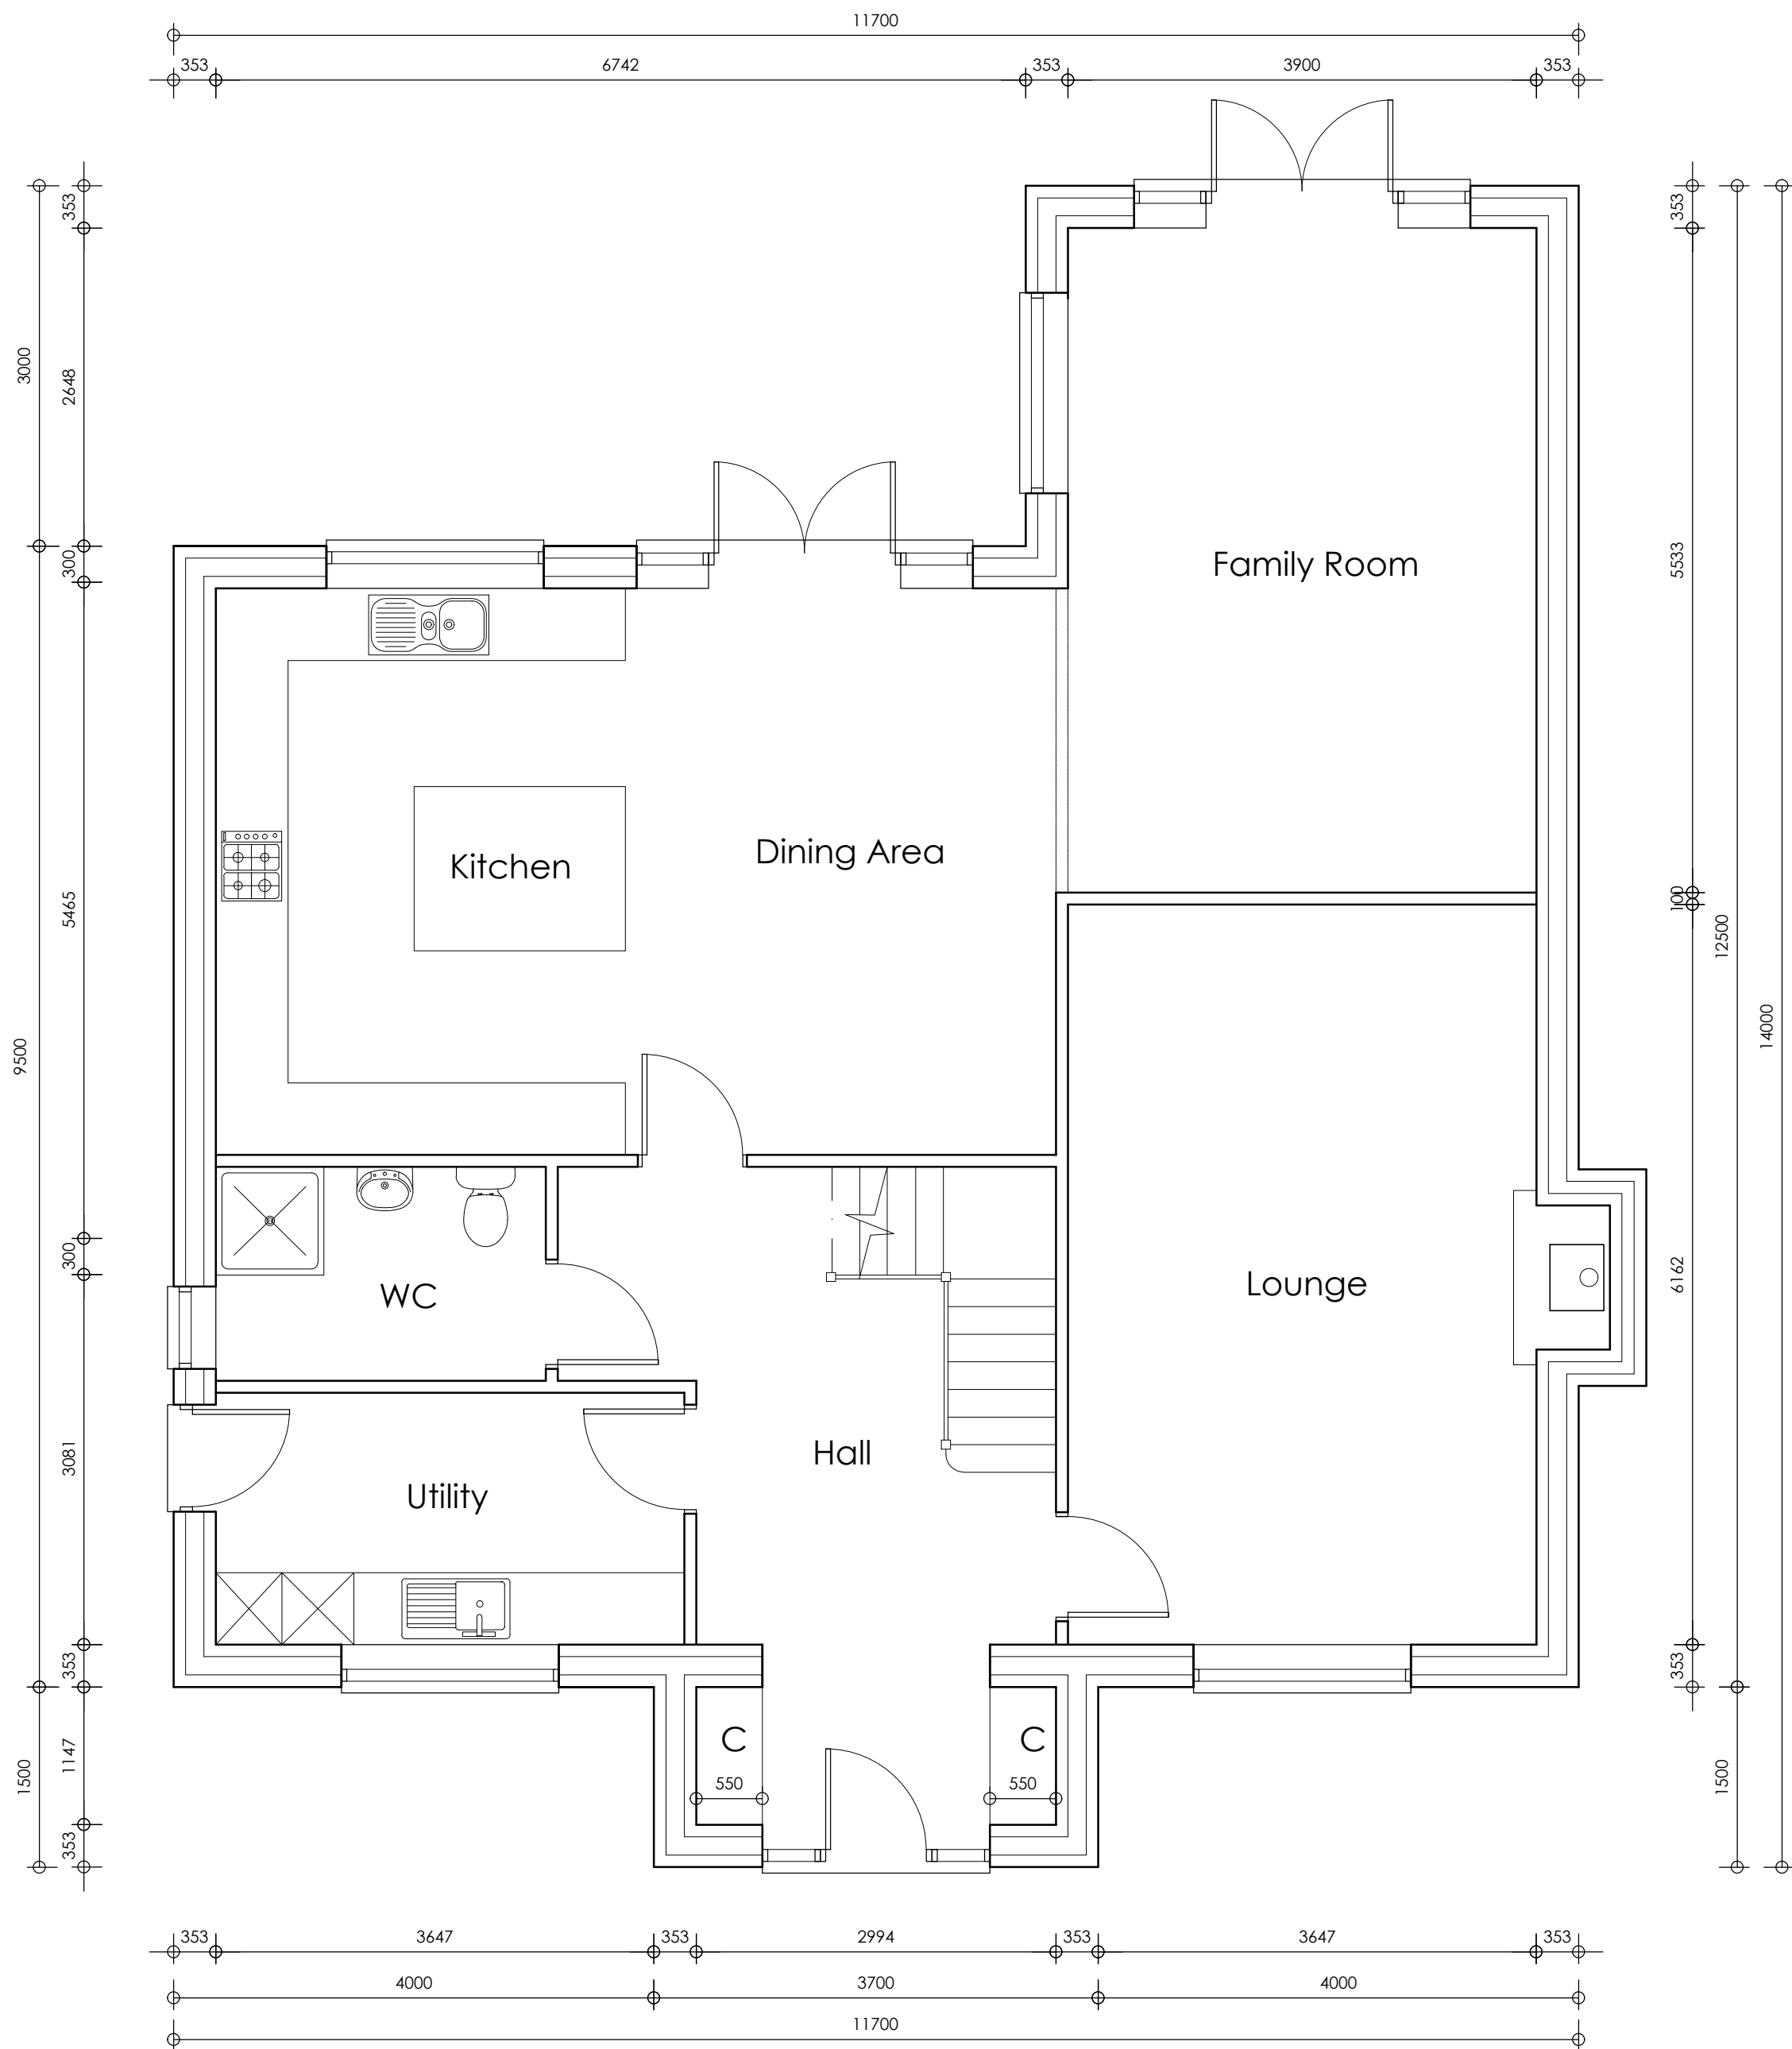 11700
353 6742 353 3900 353
353
353
3000
2648
300
5533
Family Room
Dining Area
Kitchen
100
5465
12500
14000
9500
300
WC
Lounge
6162
3081
Hall
Utility
353
353
C
C
1147
1500
1500
550
550
353
353 3647 353 2994 353 3647 353
4000 3700 4000
11700